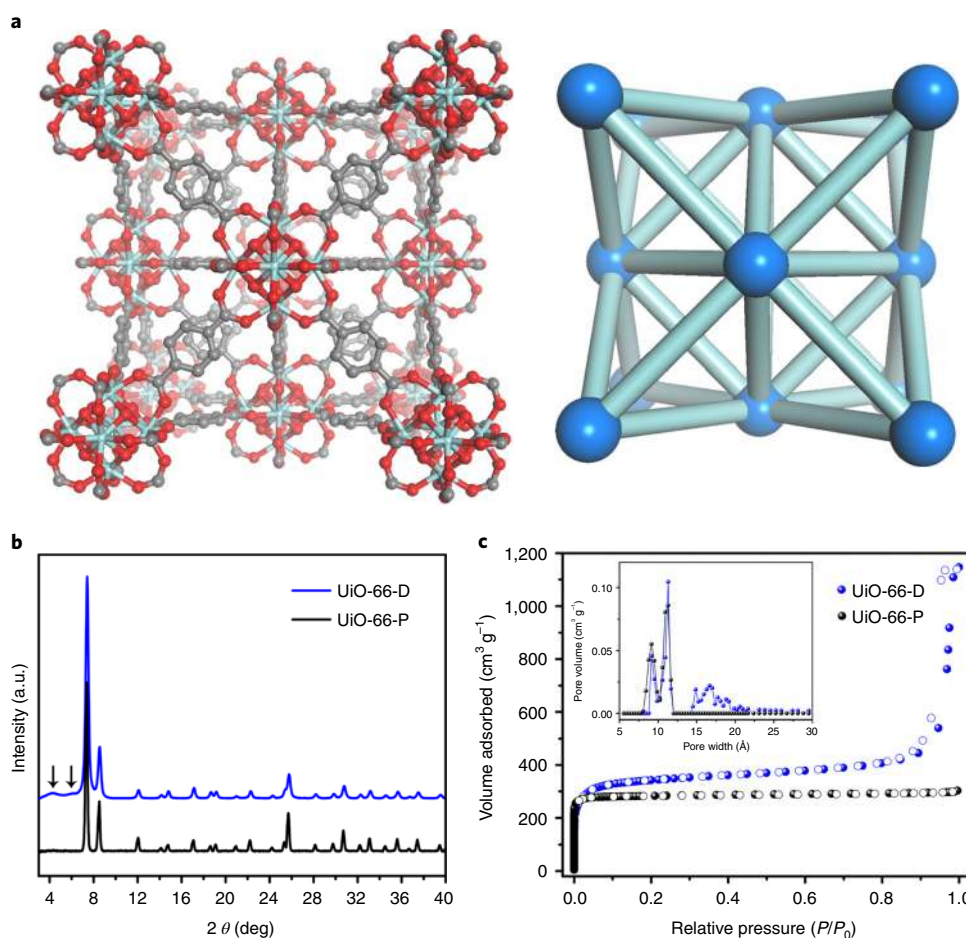 a
b
Intensity (a.u.)
UiO-66-D
UiO-66-P
4 8 12 16 20 24 28 32 36 40
2 θ (deg)
c
Volume adsorbed (cm³ g⁻¹)
1,200
1,000
800
600
400
200
0
Pore volume (cm³ g⁻¹)
0.10
0.05
0.00
5 10 15 20 25 30
Pore width (Å)
UiO-66-D
UiO-66-P
0.0 0.2 0.4 0.6 0.8 1.0
Relative pressure (P/P₀)